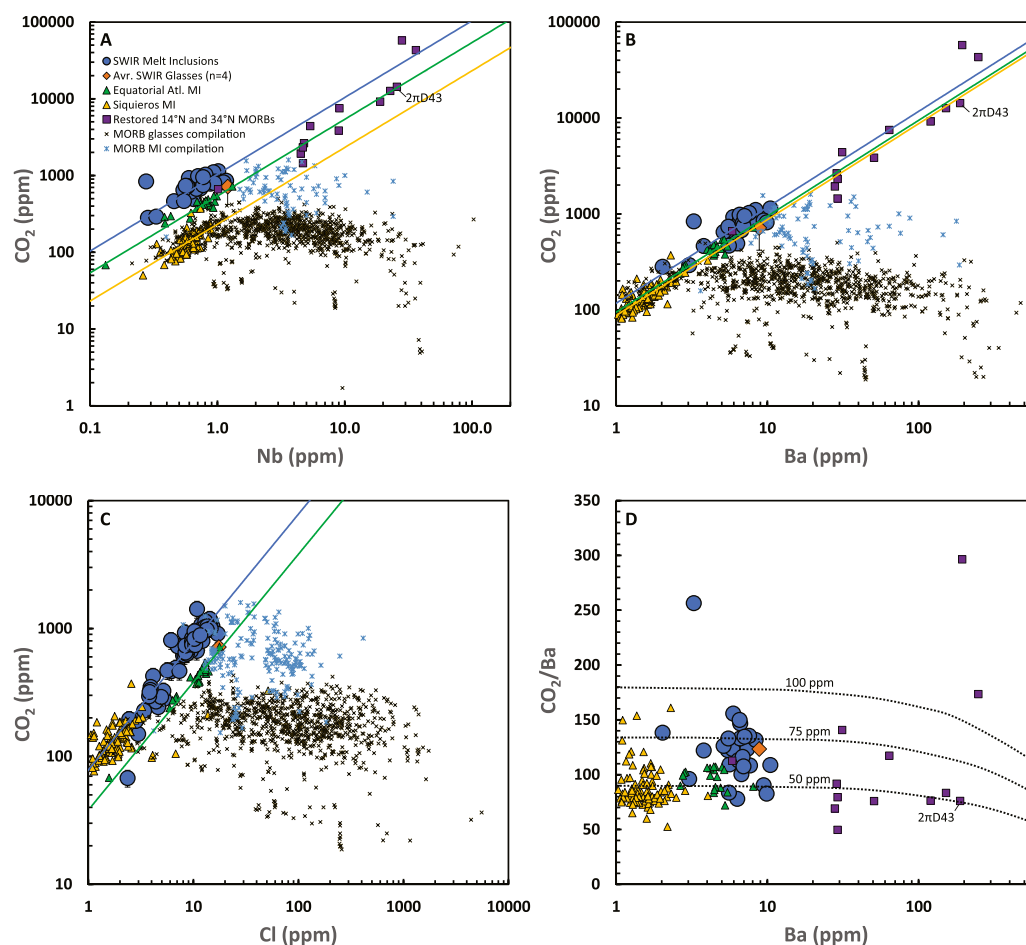 A
100000
10000
1000
100
10
1
CO2 (ppm)
SWIR Melt Inclusions
Avr. SWIR Glasses (n=4)
Equatorial Atl. MI
Siquieros MI
Restored 14°N and 34°N MORBs
MORB glasses compilation
MORB MI compilation
2πD43
0.1 1.0 10.0 100.0
Nb (ppm)
B
100000
10000
1000
100
10
CO2 (ppm)
2πD43
1 10 100
Ba (ppm)
C
10000
1000
100
10
CO2 (ppm)
1 10 100 1000 10000
Cl (ppm)
D
350
300
250
200
150
100
50
0
CO2/Ba
100 ppm
75 ppm
50 ppm
2πD43
1 10 100
Ba (ppm)